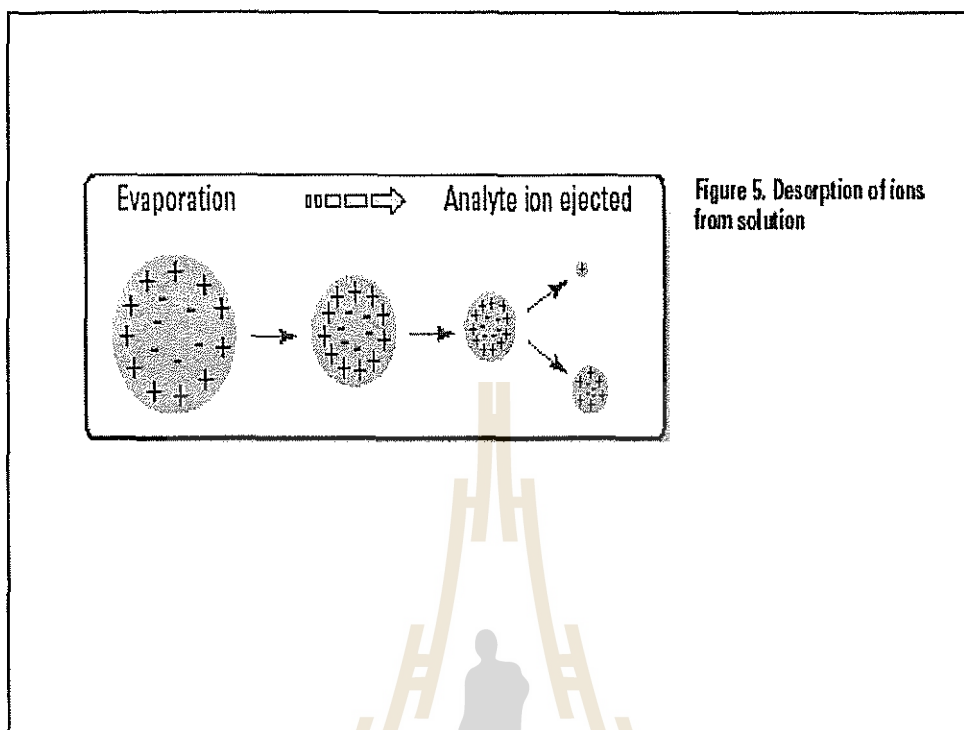 Evaporation
Analyte ion ejected
Figure 5. Desorption of ions
from solution